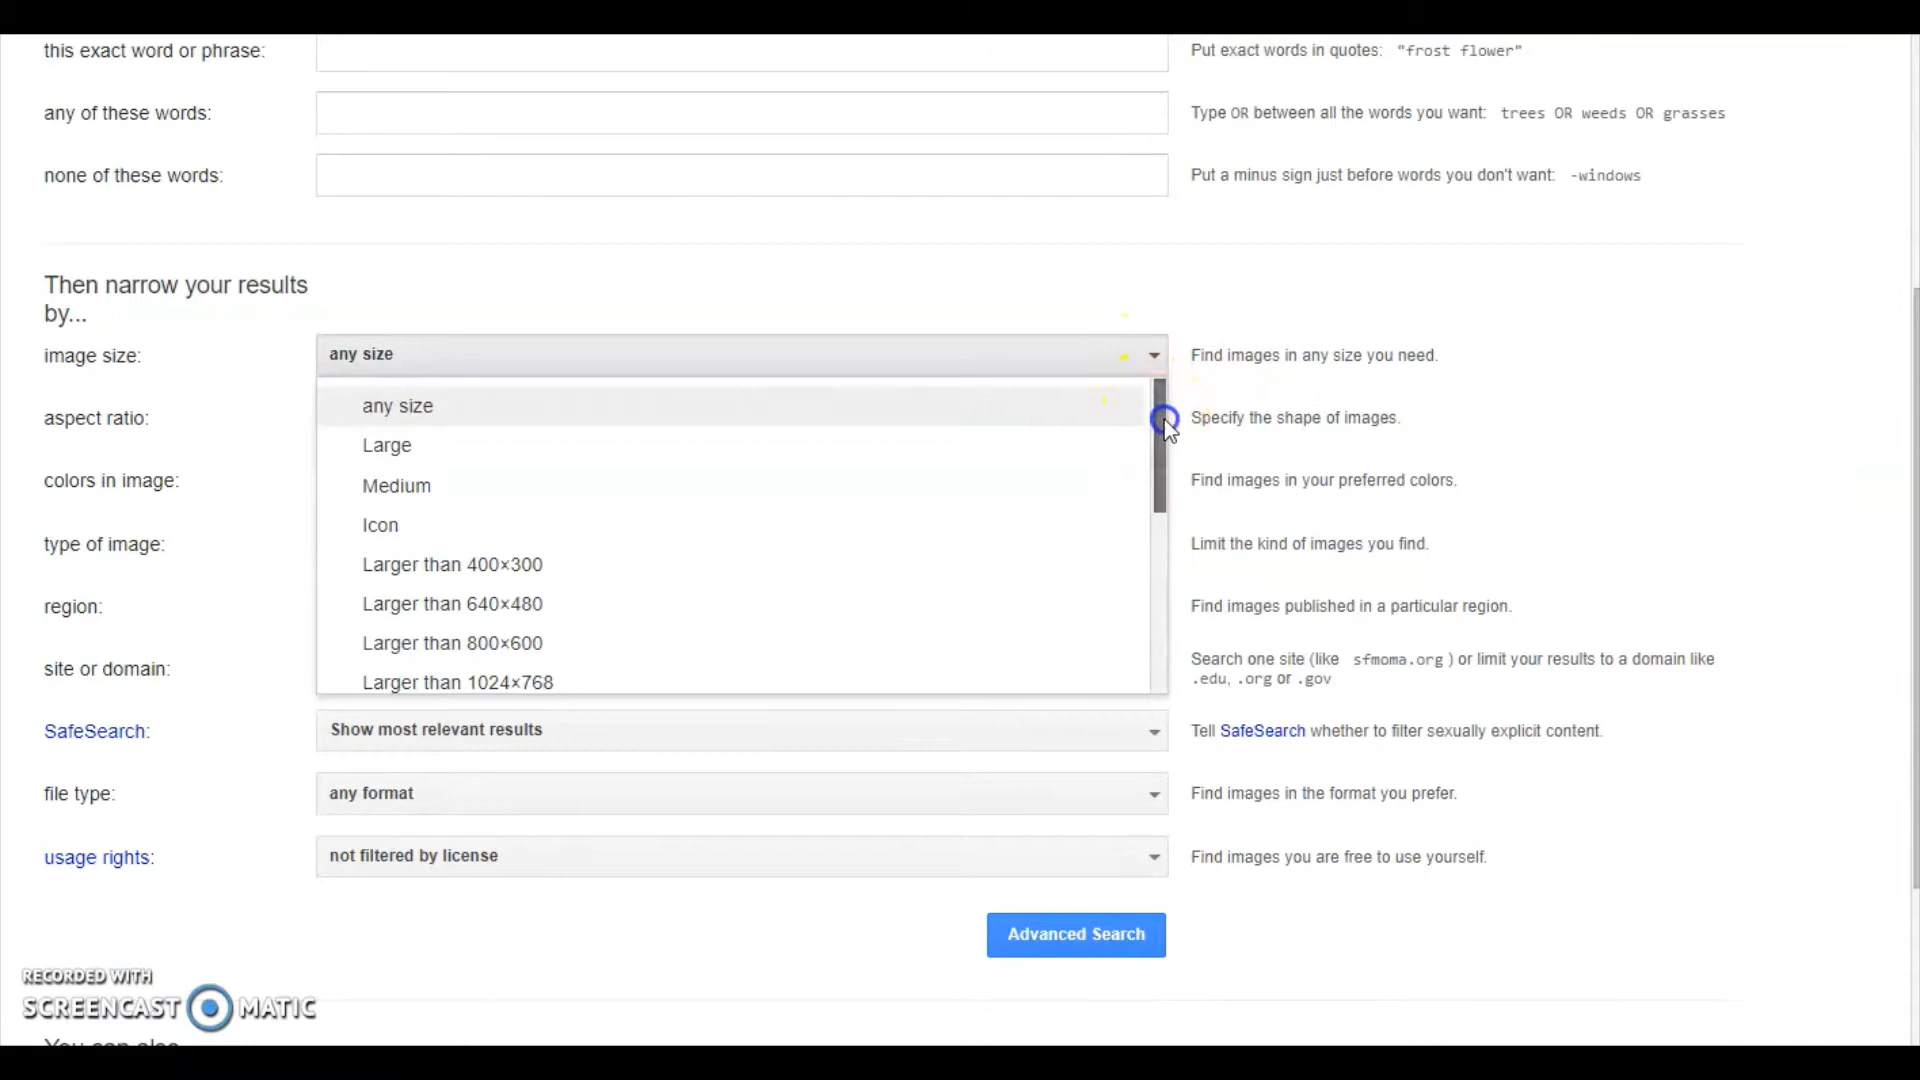 this exact word or phrase:
Put exact words in quotes: "frost flower"
any of these words:
Type OR between all the words you want: trees OR weeds OR grasses
none of these words:
Put a minus sign just before words you don't want: -windows
Then narrow your results
by...
image size:
any size
Find images in any size you need.
any size
aspect ratio:
Specify the shape of images.
Large
colors in image:
Medium
Find images in your preferred colors.
Icon
type of image:
Larger than 400×300
Limit the kind of images you find.
region:
Larger than 640×480
Find images published in a particular region.
Larger than 800×600
site or domain:
Search one site (like sfmoma.org ) or limit your results to a domain like
.edu, .org or .gov
Larger than 1024×768
SafeSearch:
Show most relevant results
Tell SafeSearch whether to filter sexually explicit content.
file type:
any format
Find images in the format you prefer.
usage rights:
not filtered by license
Find images you are free to use yourself.
Advanced Search
RECORDED WITH
SCREENCAST MATIC
You can also